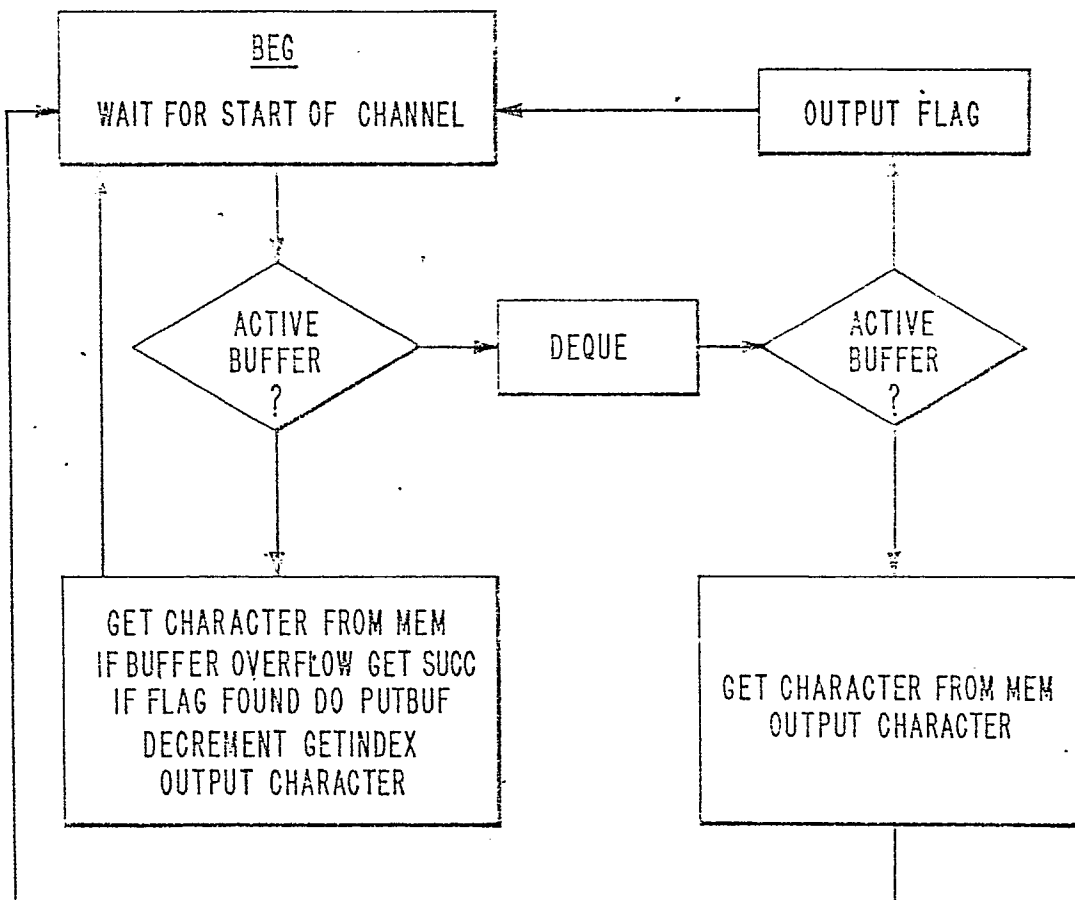 BEG
WAIT FOR START OF CHANNEL
OUTPUT FLAG
ACTIVE
BUFFER
?
DEQUE
ACTIVE
BUFFER
?
GET CHARACTER FROM MEM
IF BUFFER OVERFLOW GET SUCC
IF FLAG FOUND DO PUTBUF
DECREMENT GETINDEX
OUTPUT CHARACTER
GET CHARACTER FROM MEM
OUTPUT CHARACTER